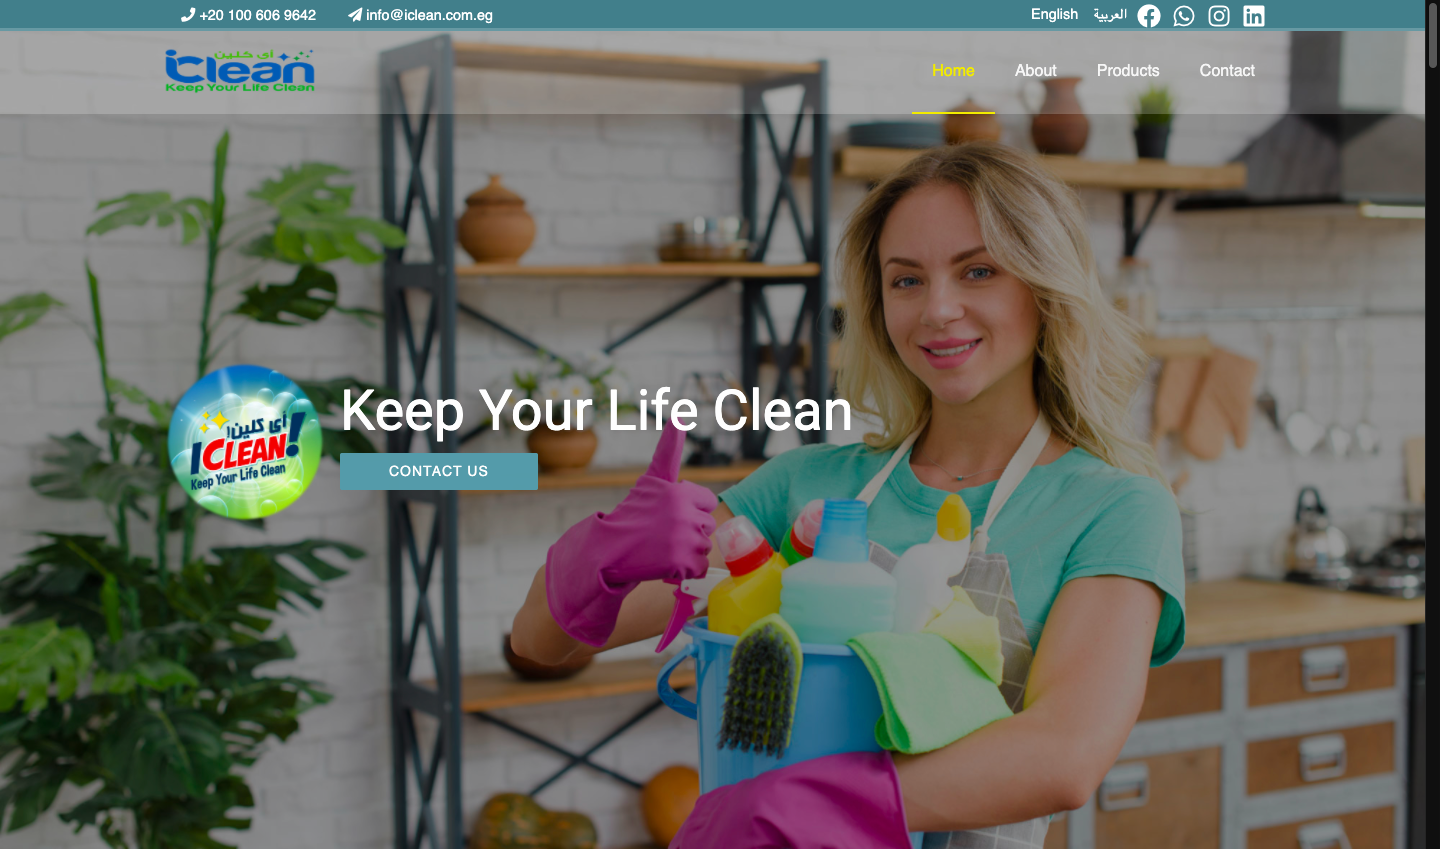 +20 100 606 9642
info@iclean.com.eg
English
العربية
اي كلين
iclean
Keep Your Life Clean
Home
About
Products
Contact
اي كلين!
ICLEAN!
Keep Your Life Clean
Keep Your Life Clean
CONTACT US